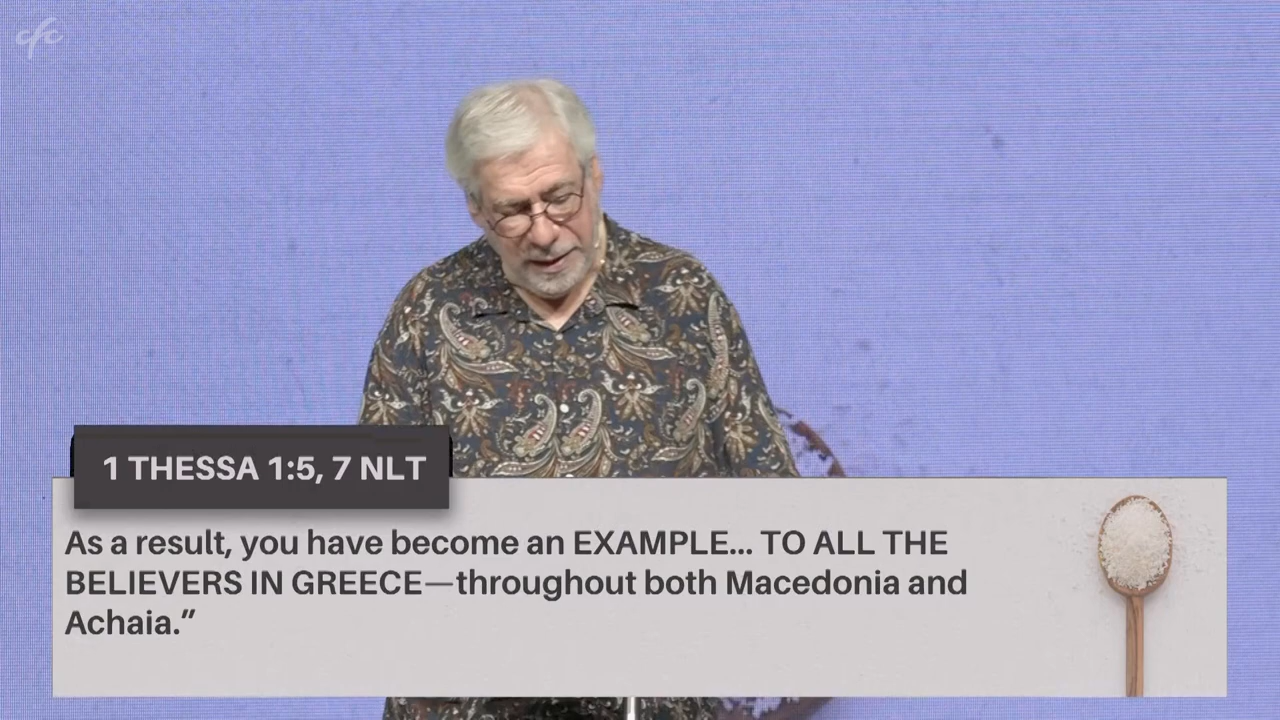 cfc
1 THESSA 1:5, 7 NLT
As a result, you have become an EXAMPLE... TO ALL THE
BELIEVERS IN GREECE—throughout both Macedonia and
Achaia.”